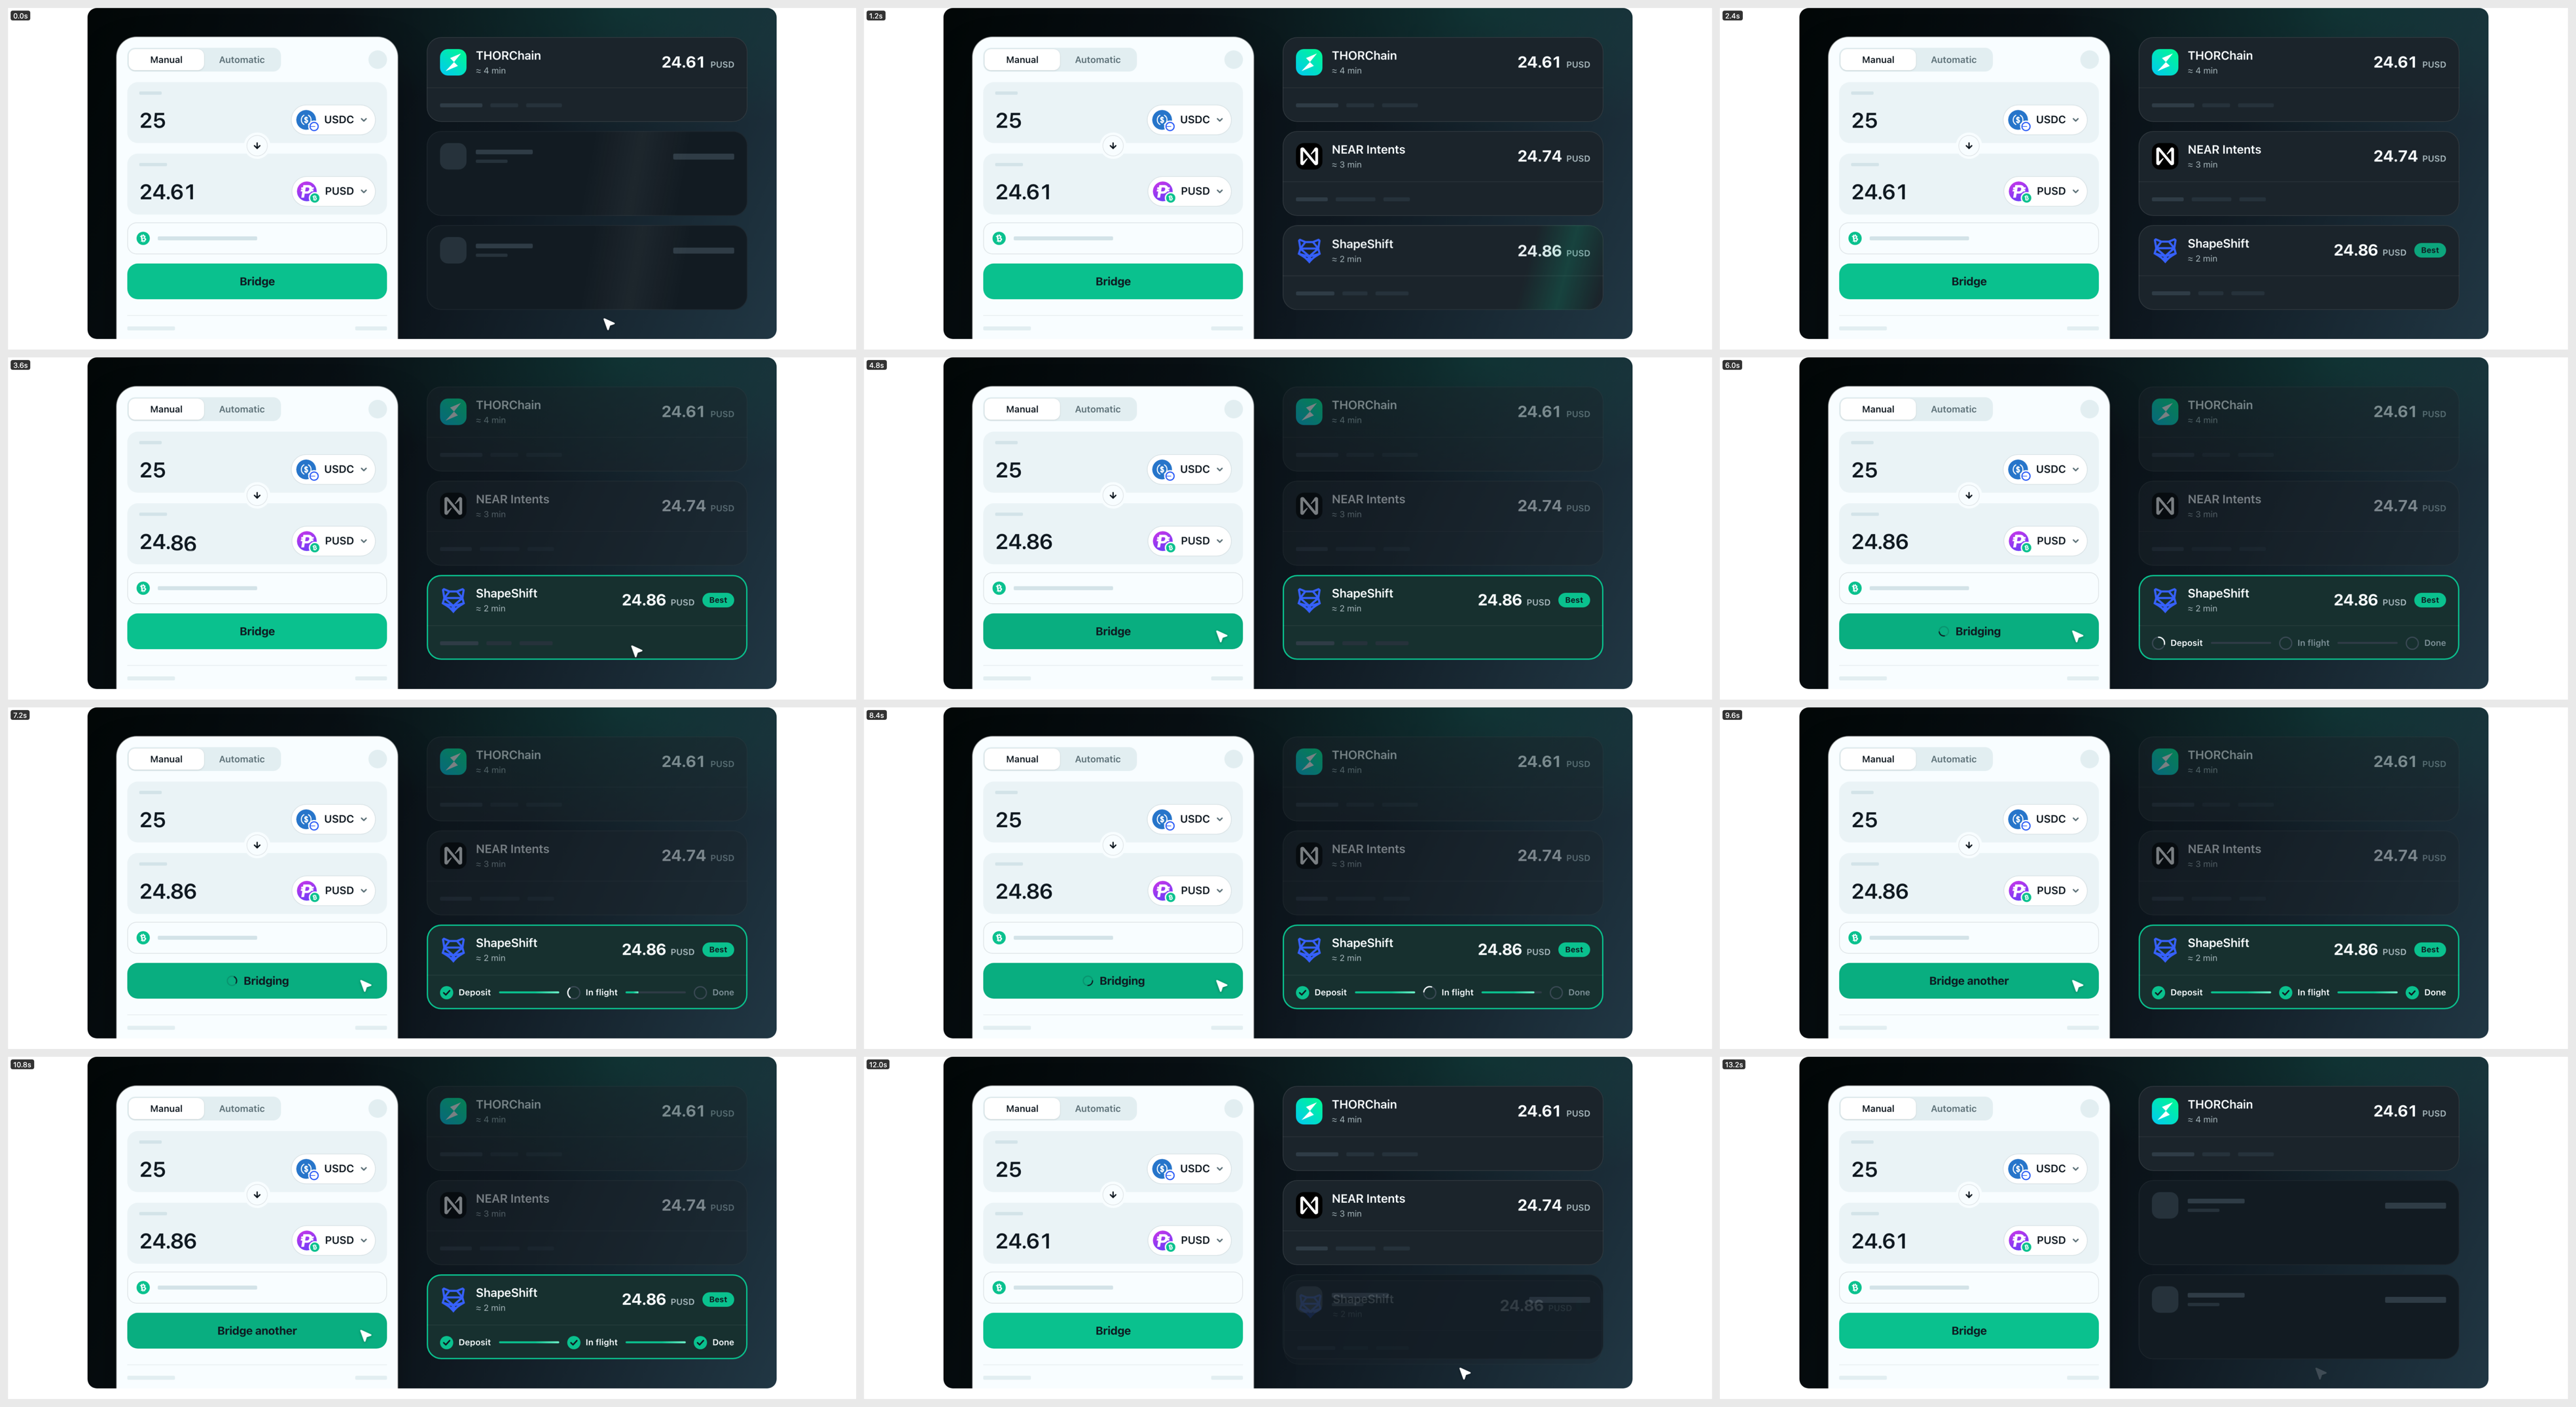 0.0s
Manual Automatic
25 USDC
24.61 PUSD
Bridge
THORChain
≈ 4 min
24.61 PUSD
1.2s
Manual Automatic
25 USDC
24.61 PUSD
Bridge
THORChain
≈ 4 min
24.61 PUSD
NEAR Intents
≈ 3 min
24.74 PUSD
ShapeShift
≈ 2 min
24.86 PUSD
2.4s
Manual Automatic
25 USDC
24.61 PUSD
Bridge
THORChain
≈ 4 min
24.61 PUSD
NEAR Intents
≈ 3 min
24.74 PUSD
ShapeShift
≈ 2 min
24.86 PUSD Best
3.6s
Manual Automatic
25 USDC
24.86 PUSD
Bridge
THORChain
≈ 4 min
24.61 PUSD
NEAR Intents
≈ 3 min
24.74 PUSD
ShapeShift
≈ 2 min
24.86 PUSD Best
4.8s
Manual Automatic
25 USDC
24.86 PUSD
Bridge
THORChain
≈ 4 min
24.61 PUSD
NEAR Intents
≈ 3 min
24.74 PUSD
ShapeShift
≈ 2 min
24.86 PUSD Best
6.0s
Manual Automatic
25 USDC
24.86 PUSD
Bridging
THORChain
≈ 4 min
24.61 PUSD
NEAR Intents
≈ 3 min
24.74 PUSD
ShapeShift
≈ 2 min
24.86 PUSD Best
Deposit In flight Done
7.2s
Manual Automatic
25 USDC
24.86 PUSD
Bridging
THORChain
≈ 4 min
24.61 PUSD
NEAR Intents
≈ 3 min
24.74 PUSD
ShapeShift
≈ 2 min
24.86 PUSD Best
Deposit In flight Done
8.4s
Manual Automatic
25 USDC
24.86 PUSD
Bridging
THORChain
≈ 4 min
24.61 PUSD
NEAR Intents
≈ 3 min
24.74 PUSD
ShapeShift
≈ 2 min
24.86 PUSD Best
Deposit In flight Done
9.6s
Manual Automatic
25 USDC
24.86 PUSD
Bridge another
THORChain
≈ 4 min
24.61 PUSD
NEAR Intents
≈ 3 min
24.74 PUSD
ShapeShift
≈ 2 min
24.86 PUSD Best
Deposit In flight Done
10.8s
Manual Automatic
25 USDC
24.86 PUSD
Bridge another
THORChain
≈ 4 min
24.61 PUSD
NEAR Intents
≈ 3 min
24.74 PUSD
ShapeShift
≈ 2 min
24.86 PUSD Best
Deposit In flight Done
12.0s
Manual Automatic
25 USDC
24.61 PUSD
Bridge
THORChain
≈ 4 min
24.61 PUSD
NEAR Intents
≈ 3 min
24.74 PUSD
ShapeShift
≈ 2 min
24.86 PUSD
13.2s
Manual Automatic
25 USDC
24.61 PUSD
Bridge
THORChain
≈ 4 min
24.61 PUSD